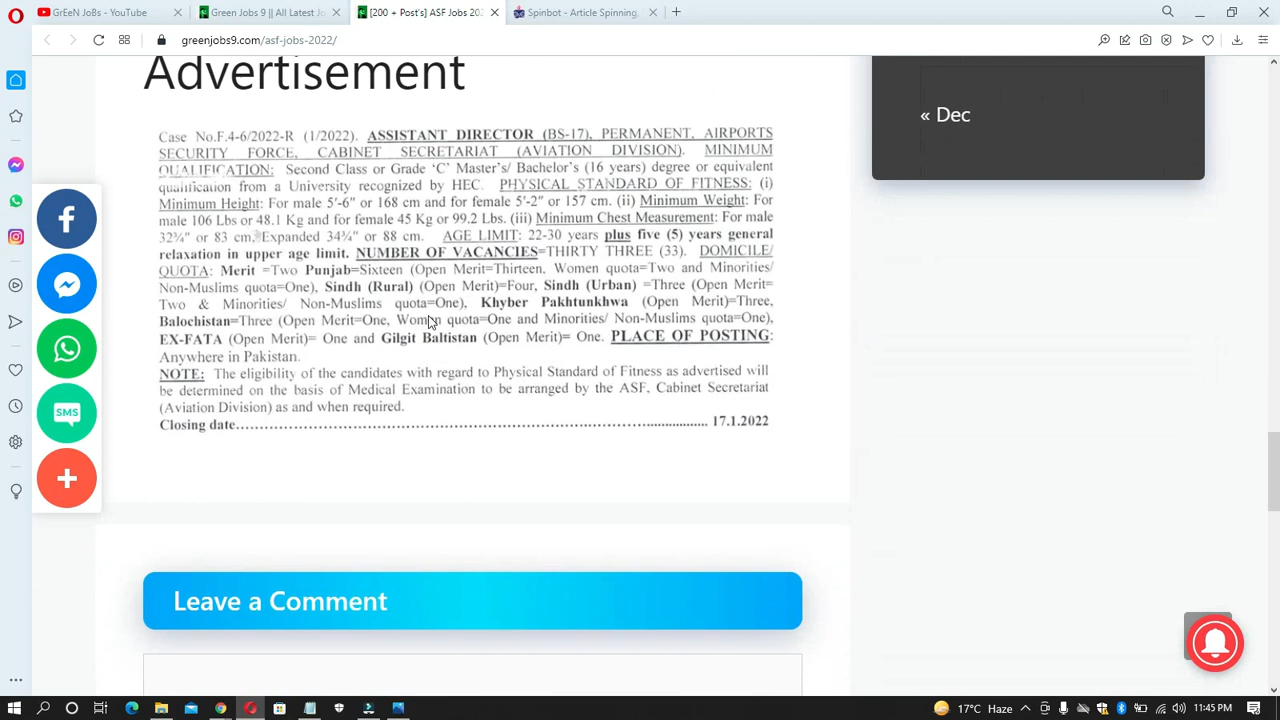 GrEeN JoBs - YouTube
Green Jobs 9 || All Latest Jo
[200 + Post's] ASF Jobs 202
Spinbot - Article Spinning,
greenjobs9.com/asf-jobs-2022/
Advertisement
« Dec
Case No.F.4-6/2022-R (1/2022). ASSISTANT DIRECTOR (BS-17), PERMANENT, AIRPORTS
SECURITY FORCE, CABINET SECRETARIAT (AVIATION DIVISION). MINIMUM
QUALIFICATION: Second Class or Grade 'C' Master's/ Bachelor's (16 years) degree or equivalent
qualification from a University recognized by HEC. PHYSICAL STANDARD OF FITNESS: (i)
Minimum Height: For male 5′-6″ or 168 cm and for female 5′-2″ or 157 cm. (ii) Minimum Weight: For
male 106 Lbs or 48.1 Kg and for female 45 Kg or 99.2 Lbs. (iii) Minimum Chest Measurement: For male
32¾″ or 83 cm. Expanded 34¾″ or 88 cm. AGE LIMIT: 22-30 years plus five (5) years general
relaxation in upper age limit. NUMBER OF VACANCIES=THIRTY THREE (33). DOMICILE/
QUOTA: Merit =Two Punjab=Sixteen (Open Merit=Thirteen, Women quota=Two and Minorities/
Non-Muslims quota=One), Sindh (Rural) (Open Merit)=Four, Sindh (Urban) =Three (Open Merit=
Two & Minorities/ Non-Muslims quota=One), Khyber Pakhtunkhwa (Open Merit)=Three,
Balochistan=Three (Open Merit=One, Women quota=One and Minorities/ Non-Muslims quota=One),
EX-FATA (Open Merit)= One and Gilgit Baltistan (Open Merit)= One. PLACE OF POSTING:
Anywhere in Pakistan.
NOTE: The eligibility of the candidates with regard to Physical Standard of Fitness as advertised will
be determined on the basis of Medical Examination to be arranged by the ASF, Cabinet Secretariat
(Aviation Division) as and when required.
Closing date................................................................................ 17.1.2022
SMS
Leave a Comment
17°C Haze
11:45 PM